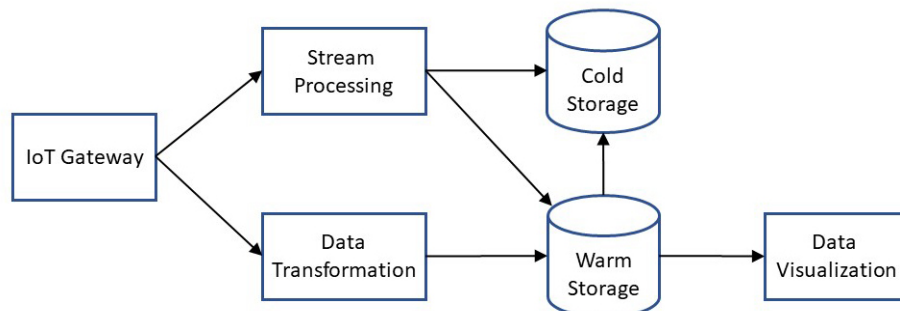 Stream
Processing
Cold
Storage
IoT Gateway
Data
Transformation
Warm
Storage
Data
Visualization